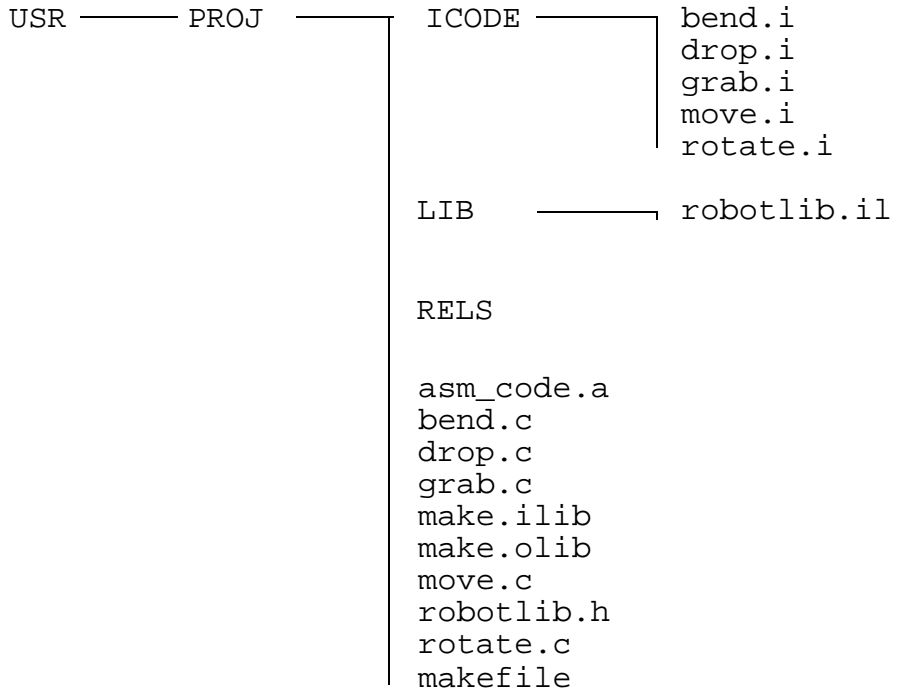 USR PROJ ICODE bend.i
drop.i
grab.i
move.i
rotate.i
LIB robotlib.il
RELS
asm_code.a
bend.c
drop.c
grab.c
make.ilib
make.olib
move.c
robotlib.h
rotate.c
makefile